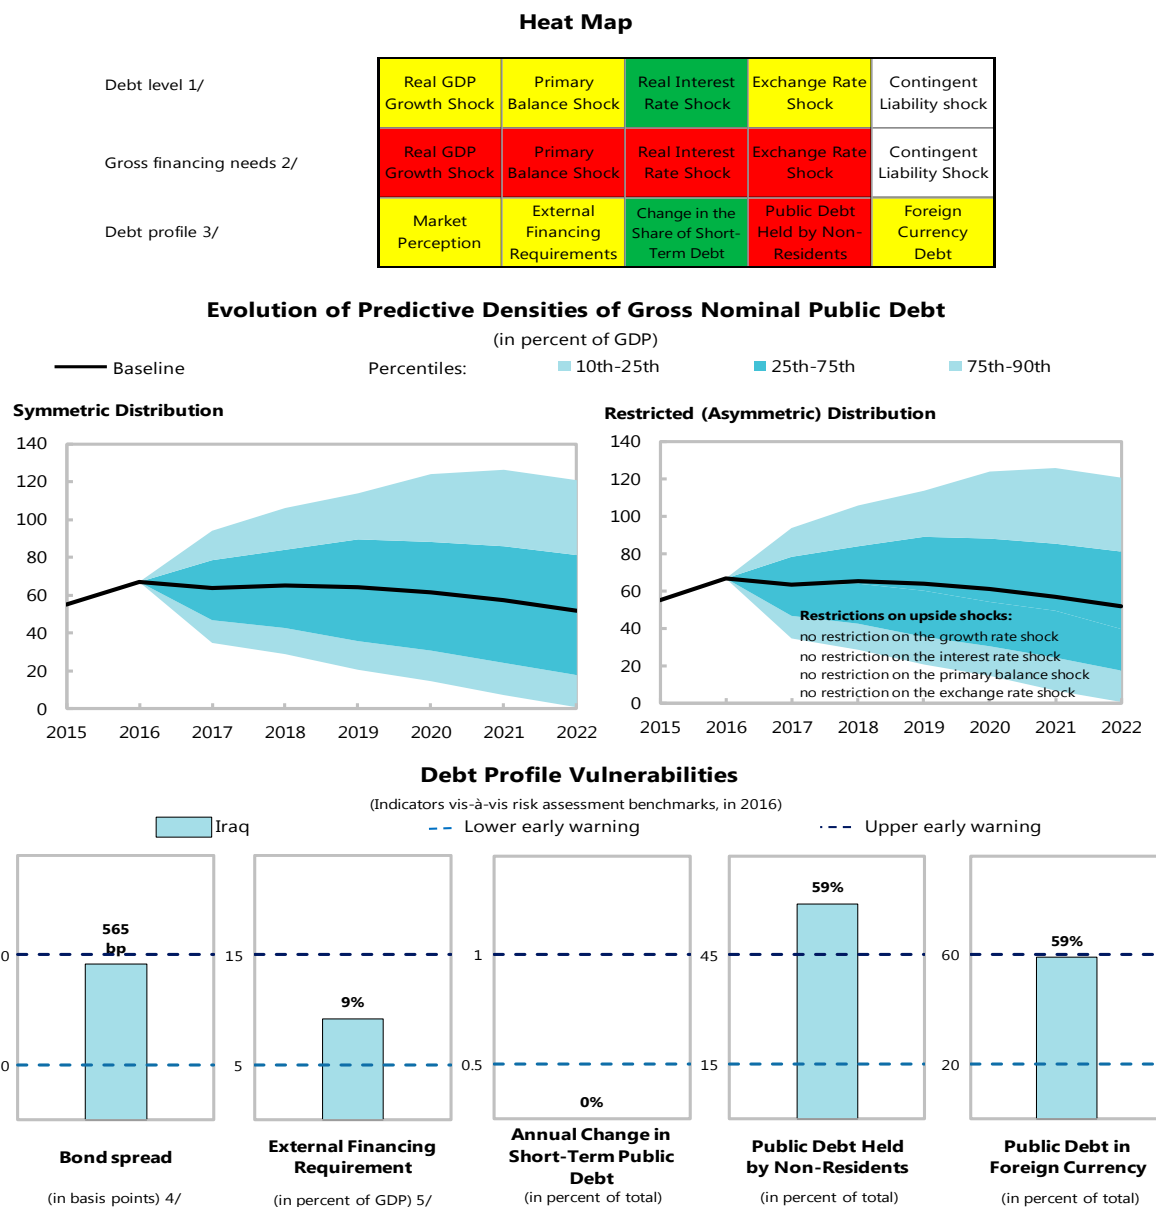 Heat Map
Debt level 1/
Real GDP
Growth Shock
Primary
Balance Shock
Real Interest
Rate Shock
Exchange Rate
Shock
Contingent
Liability shock
Gross financing needs 2/
Real GDP
Growth Shock
Primary
Balance Shock
Real Interest
Rate Shock
Exchange Rate
Shock
Contingent
Liability Shock
Debt profile 3/
Market
Perception
External
Financing
Requirements
Change in the
Share of Short-
Term Debt
Public Debt
Held by Non-
Residents
Foreign
Currency
Debt
Evolution of Predictive Densities of Gross Nominal Public Debt
(in percent of GDP)
Baseline
Percentiles:
10th-25th
25th-75th
75th-90th
Symmetric Distribution
140
120
100
80
60
40
20
0
2015 2016 2017 2018 2019 2020 2021 2022
Restricted (Asymmetric) Distribution
140
120
100
80
60
40
20
0
Restrictions on upside shocks:
no restriction on the growth rate shock
no restriction on the interest rate shock
no restriction on the primary balance shock
no restriction on the exchange rate shock
2015 2016 2017 2018 2019 2020 2021 2022
Debt Profile Vulnerabilities
(Indicators vis-à-vis risk assessment benchmarks, in 2016)
Iraq
Lower early warning
Upper early warning
0
0
565
bp
Bond spread
(in basis points) 4/
15
5
9%
External Financing
Requirement
(in percent of GDP) 5/
1
0.5
0%
Annual Change in
Short-Term Public
Debt
(in percent of total)
45
15
59%
Public Debt Held
by Non-Residents
(in percent of total)
60
20
59%
Public Debt in
Foreign Currency
(in percent of total)